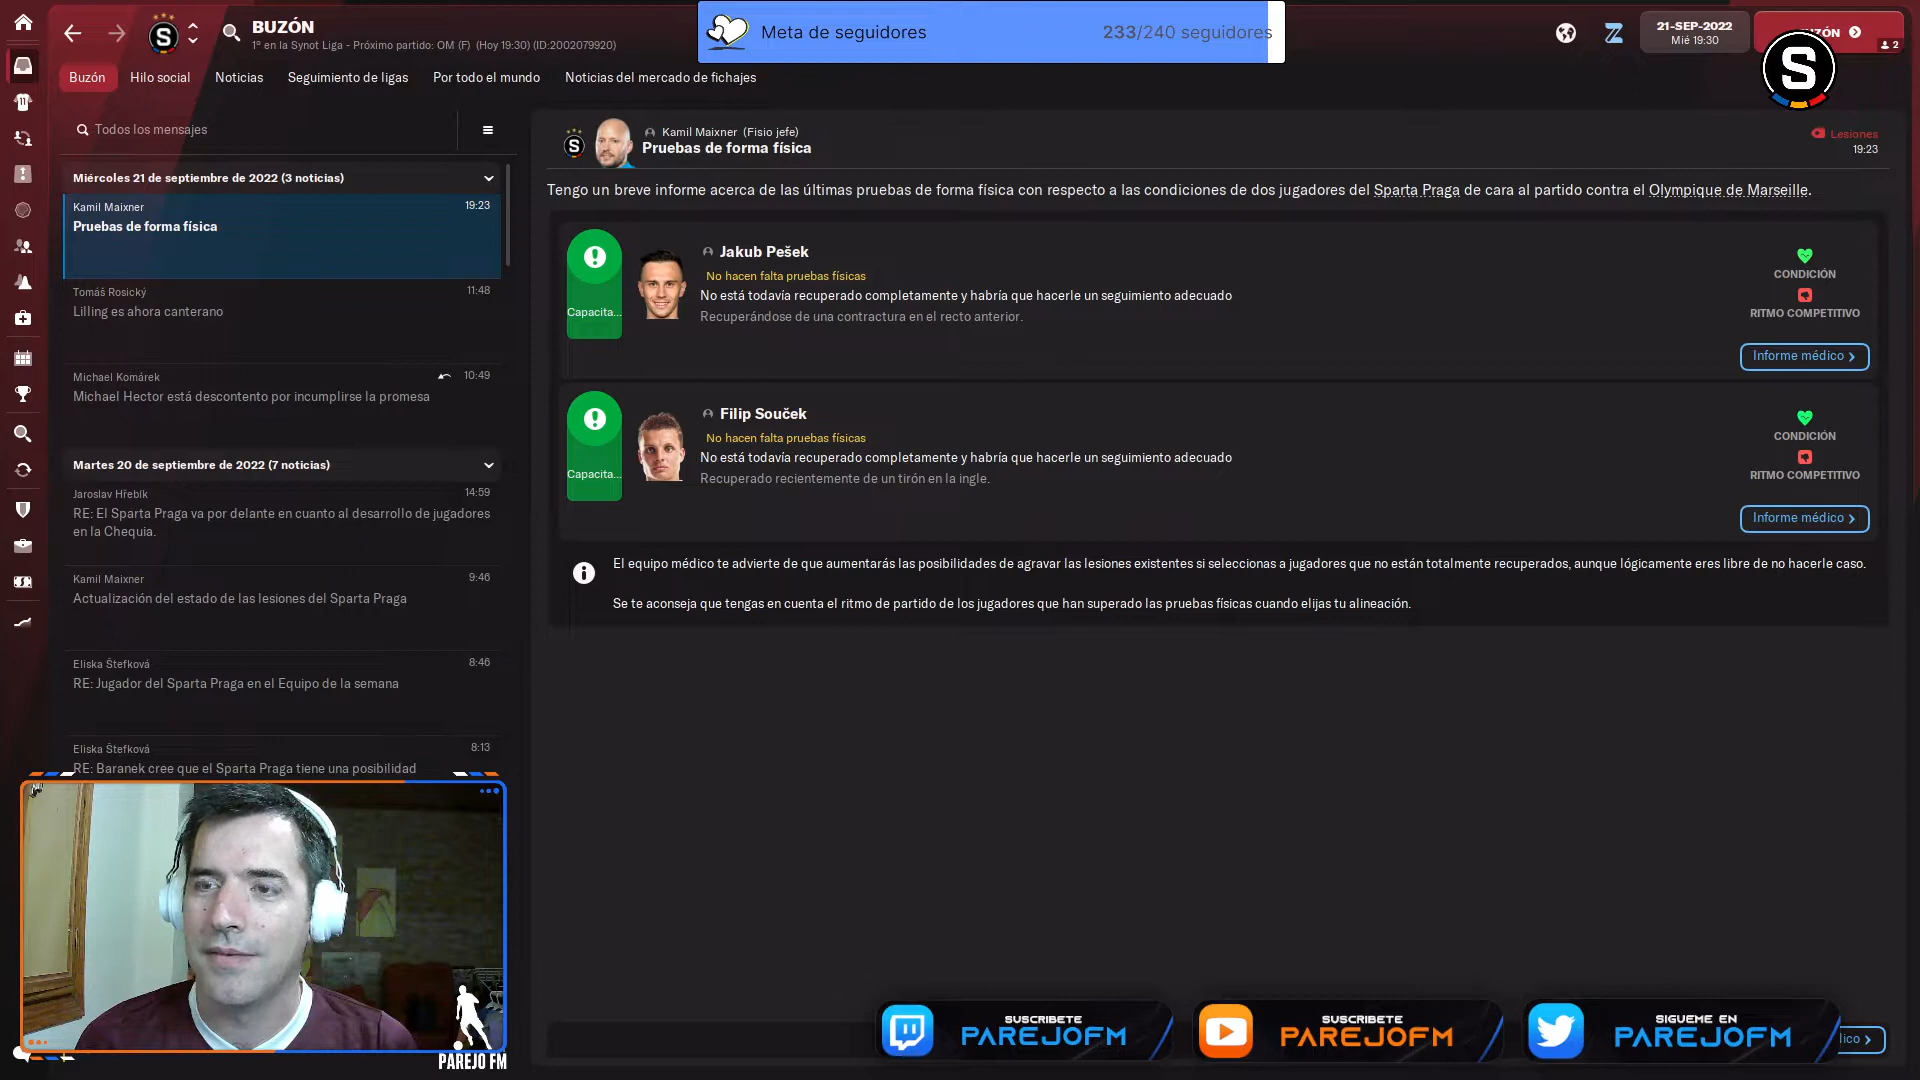 BUZÓN
1º en la Synot Liga - Próximo partido: OM (F) (Hoy 19:30) (ID:2002079920)
Meta de seguidores
233/240 seguidores
21-SEP-2022
Mié 19:30
2
Buzón
Hilo social
Noticias
Seguimiento de ligas
Por todo el mundo
Noticias del mercado de fichajes
Todos los mensajes
Miércoles 21 de septiembre de 2022 (3 noticias)
Kamil Maixner
19:23
Pruebas de forma física
Tomáš Rosický
11:48
Lilling es ahora canterano
Michael Komárek
10:49
Michael Hector está descontento por incumplirse la promesa
Martes 20 de septiembre de 2022 (7 noticias)
Jaroslav Hřebík
14:59
RE: El Sparta Praga va por delante en cuanto al desarrollo de jugadores
en la Chequia.
Kamil Maixner
9:46
Actualización del estado de las lesiones del Sparta Praga
Eliska Štefková
8:46
RE: Jugador del Sparta Praga en el Equipo de la semana
Eliska Štefková
8:13
RE: Baranek cree que el Sparta Praga tiene una posibilidad
Kamil Maixner (Fisio jefe)
Pruebas de forma física
Lesiones
19:23
Tengo un breve informe acerca de las últimas pruebas de forma física con respecto a las condiciones de dos jugadores del Sparta Praga de cara al partido contra el Olympique de Marseille.
Capacita...
Jakub Pešek
No hacen falta pruebas físicas
No está todavía recuperado completamente y habría que hacerle un seguimiento adecuado
Recuperándose de una contractura en el recto anterior.
CONDICIÓN
RITMO COMPETITIVO
Informe médico
Capacita...
Filip Souček
No hacen falta pruebas físicas
No está todavía recuperado completamente y habría que hacerle un seguimiento adecuado
Recuperado recientemente de un tirón en la ingle.
CONDICIÓN
RITMO COMPETITIVO
Informe médico
El equipo médico te advierte de que aumentarás las posibilidades de agravar las lesiones existentes si seleccionas a jugadores que no están totalmente recuperados, aunque lógicamente eres libre de no hacerle caso.
Se te aconseja que tengas en cuenta el ritmo de partido de los jugadores que han superado las pruebas físicas cuando elijas tu alineación.
PAREJO FM
SUSCRIBETE
PAREJOFM
SUSCRIBETE
PAREJOFM
SIGUEME EN
PAREJOFM